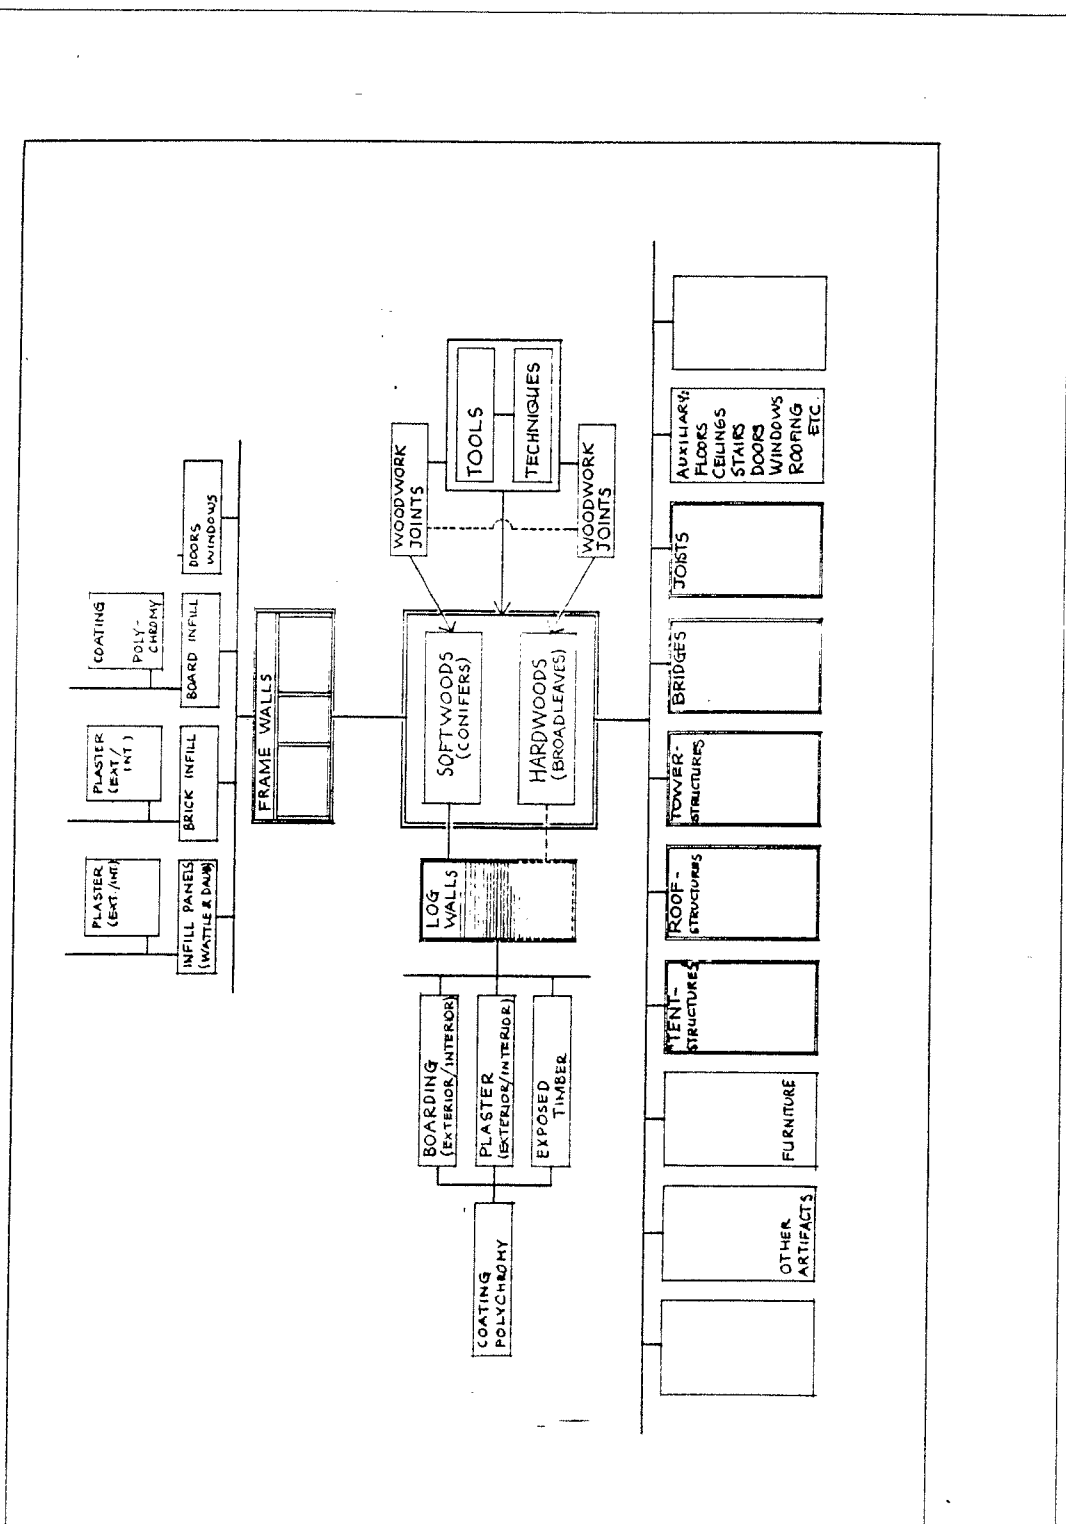 PLASTER
(EXT./INT)
PLASTER
(EXT/
INT)
COATING
POLY-
CHROMY
INFILL PANELS
(WATTLE & DAUB)
BRICK INFILL
BOARD INFILL
DOORS
WINDOWS
FRAME WALLS
COATING
POLYCHROMY
BOARDING
(EXTERIOR/INTERIOR)
PLASTER
(EXTERIOR/INTERIOR)
EXPOSED
TIMBER
LOG
WALLS
SOFTWOODS
(CONIFERS)
HARDWOODS
(BROADLEAVES)
WOODWORK
JOINTS
WOODWORK
JOINTS
TOOLS
TECHNIQUES
OTHER
ARTIFACTS
FURNITURE
TENT-
STRUCTURES
ROOF-
STRUCTURES
TOWER-
STRUCTURES
BRIDGES
JOISTS
AUXILIARY:
FLOORS
CEILINGS
STAIRS
DOORS
WINDOWS
ROOFING
ETC.